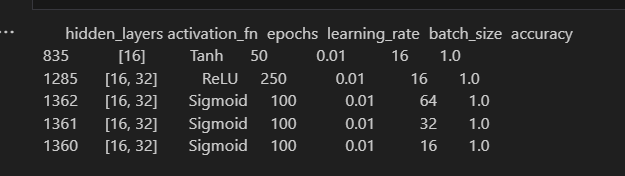 ...
hidden_layers activation_fn epochs learning_rate batch_size accuracy
835 [16] Tanh 50 0.01 16 1.0
1285 [16, 32] ReLU 250 0.01 16 1.0
1362 [16, 32] Sigmoid 100 0.01 64 1.0
1361 [16, 32] Sigmoid 100 0.01 32 1.0
1360 [16, 32] Sigmoid 100 0.01 16 1.0